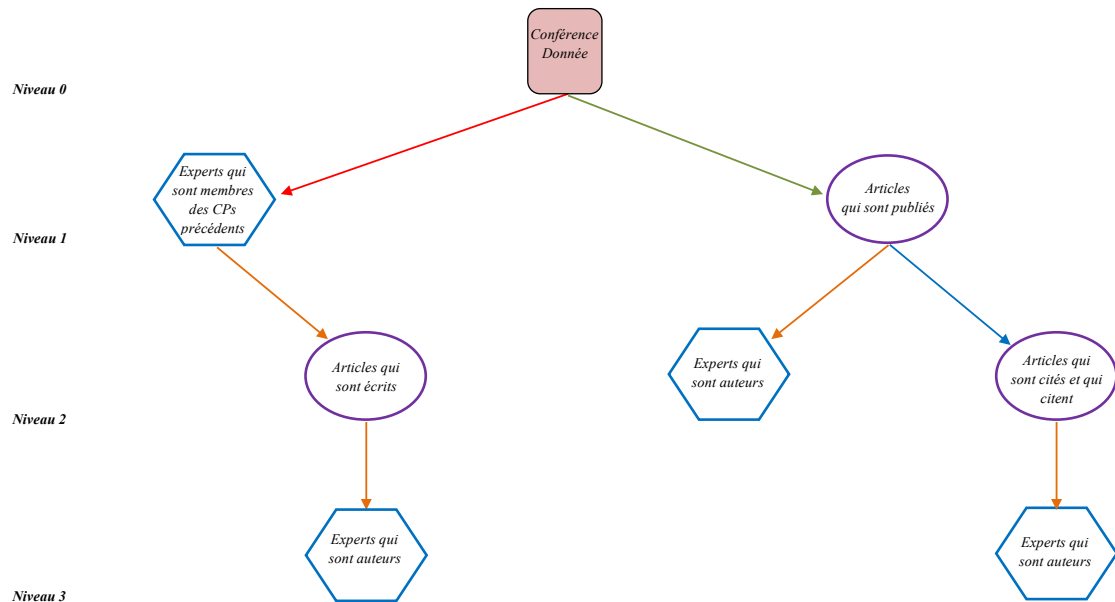 Conférence
Donnée
Niveau 0
Experts qui
sont membres
des CPs
précédents
Articles
qui sont publiés
Niveau 1
Articles qui
sont écrits
Experts qui
sont auteurs
Articles qui
sont cités et qui
citent
Niveau 2
Experts qui
sont auteurs
Experts qui
sont auteurs
Niveau 3